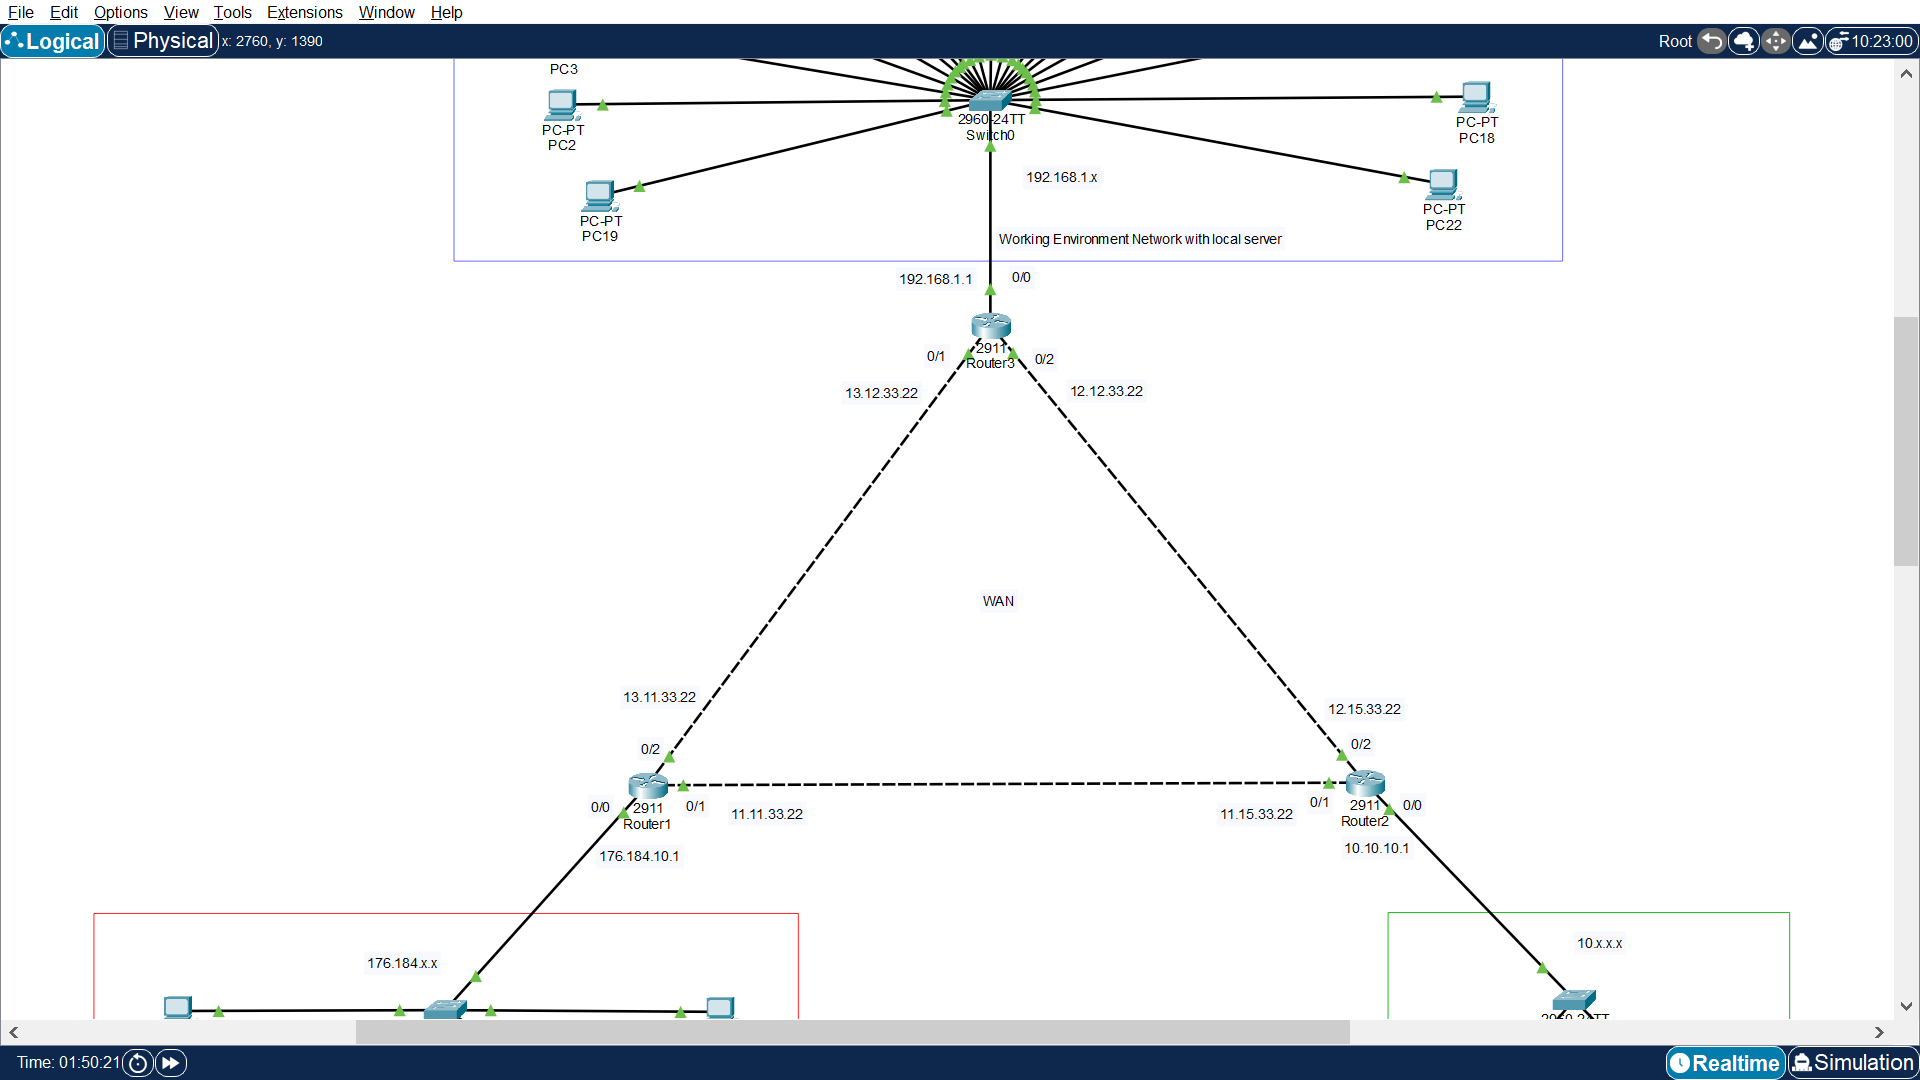 File Edit Options View Tools Extensions Window Help
Logical Physical x: 2760, y: 1390 Root 10:23:00
PC3
PC-PT
PC2
2960-24TT
Switch0
PC-PT
PC18
192.168.1.x
PC-PT
PC19
PC-PT
PC22
Working Environment Network with local server
192.168.1.1 0/0
2911
Router3
0/1 0/2
13.12.33.22 12.12.33.22
WAN
13.11.33.22 12.15.33.22
0/2 0/2
0/0 2911 0/1 11.11.33.22
Router1
11.15.33.22 0/1 2911 0/0
Router2
176.184.10.1 10.10.10.1
176.184.x.x 10.x.x.x
2960-24TT
Time: 01:50:21 Realtime Simulation